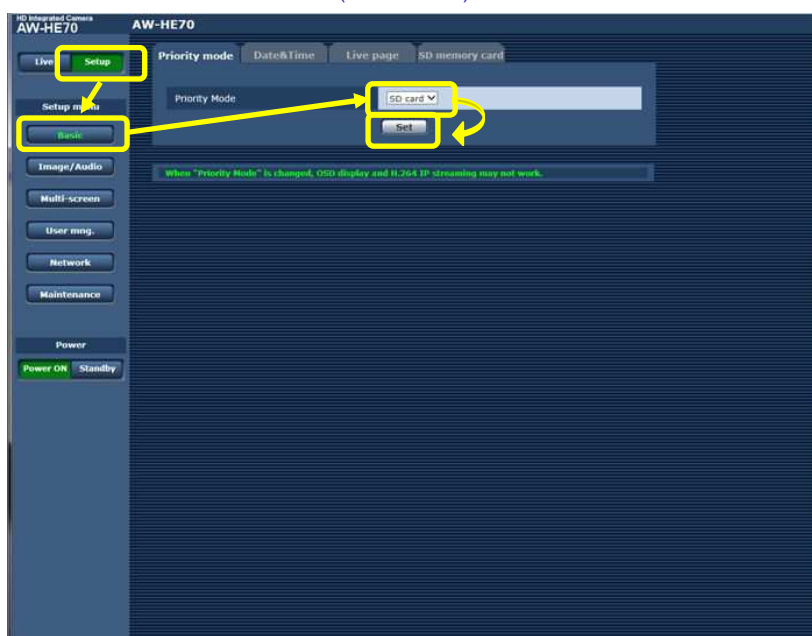 HD Integrated Camera
AW-HE70
AW-HE70
Live Setup
Priority mode Date&Time Live page SD memory card
Priority Mode SD card
Set
Setup menu
Basic
When "Priority Mode" is changed, OSD display and H.264 IP streaming may not work.
Image/Audio
Multi-screen
User mng.
Network
Maintenance
Power
Power ON Standby